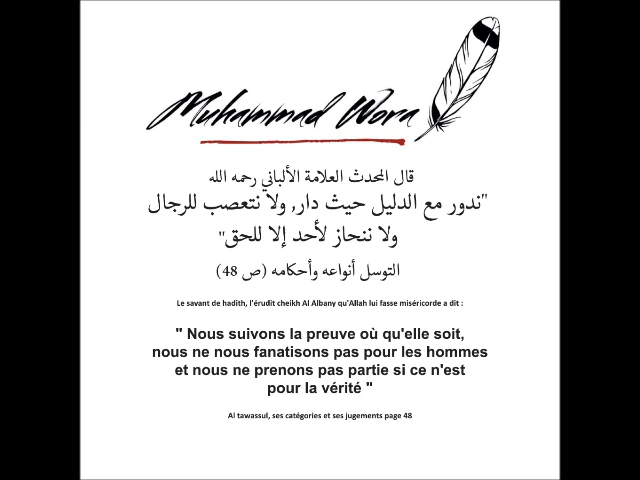 Muhammad Wora
قال المحدث العلامة الألباني رحمه الله
"ندور مع الدليل حيث دار, ولا نتعصب للرجال
ولا ننحاز لأحد إلا للحق"
التوسل أنواعه وأحكامه (ص 48)
Le savant de hadith, l'érudit cheikh Al Albany qu'Allah lui fasse miséricorde a dit :
" Nous suivons la preuve où qu'elle soit,
nous ne nous fanatisons pas pour les hommes
et nous ne prenons pas partie si ce n'est
pour la vérité "
Al tawassul, ses catégories et ses jugements page 48